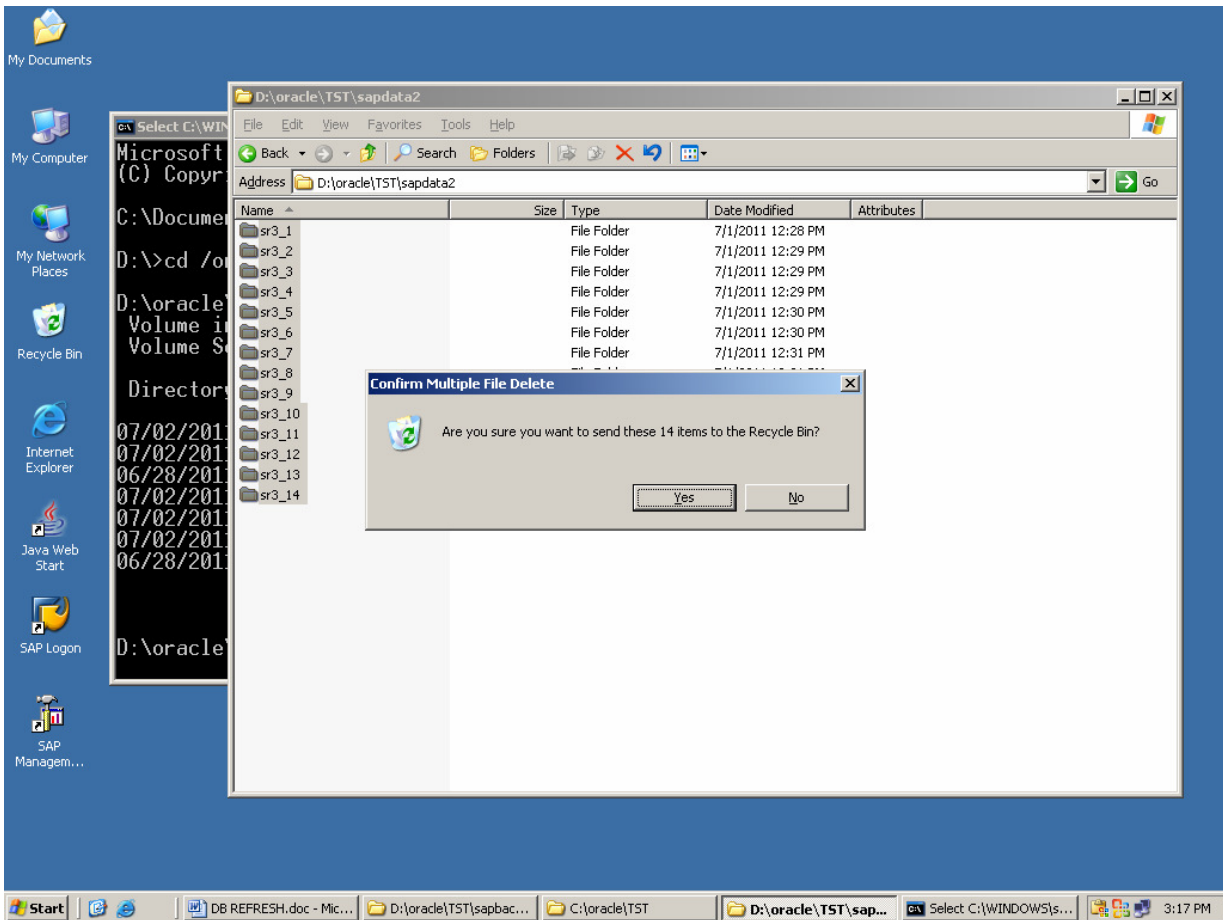 My Documents
My Computer
My Network
Places
Recycle Bin
Internet
Explorer
Java Web
Start
SAP Logon
SAP
Managem...
Select C:\WIN
Microsoft
(C) Copyr
C:\Docume
D:\>cd /o
D:\oracle\
Volume i
Volume S
Directory
07/02/201
07/02/201
06/28/201
07/02/201
07/02/201
07/02/201
06/28/201
D:\oracle\
D:\oracle\TST\sapdata2
File Edit View Favorites Tools Help
Back Search Folders
Address D:\oracle\TST\sapdata2 Go
Name Size Type Date Modified Attributes
sr3_1 File Folder 7/1/2011 12:28 PM
sr3_2 File Folder 7/1/2011 12:29 PM
sr3_3 File Folder 7/1/2011 12:29 PM
sr3_4 File Folder 7/1/2011 12:29 PM
sr3_5 File Folder 7/1/2011 12:30 PM
sr3_6 File Folder 7/1/2011 12:30 PM
sr3_7 File Folder 7/1/2011 12:31 PM
sr3_8
sr3_9
sr3_10
sr3_11
sr3_12
sr3_13
sr3_14
Confirm Multiple File Delete
Are you sure you want to send these 14 items to the Recycle Bin?
Yes No
Start DB REFRESH.doc - Mic... D:\oracle\TST\sapbac... C:\oracle\TST D:\oracle\TST\sap... Select C:\WINDOWS\s... 3:17 PM